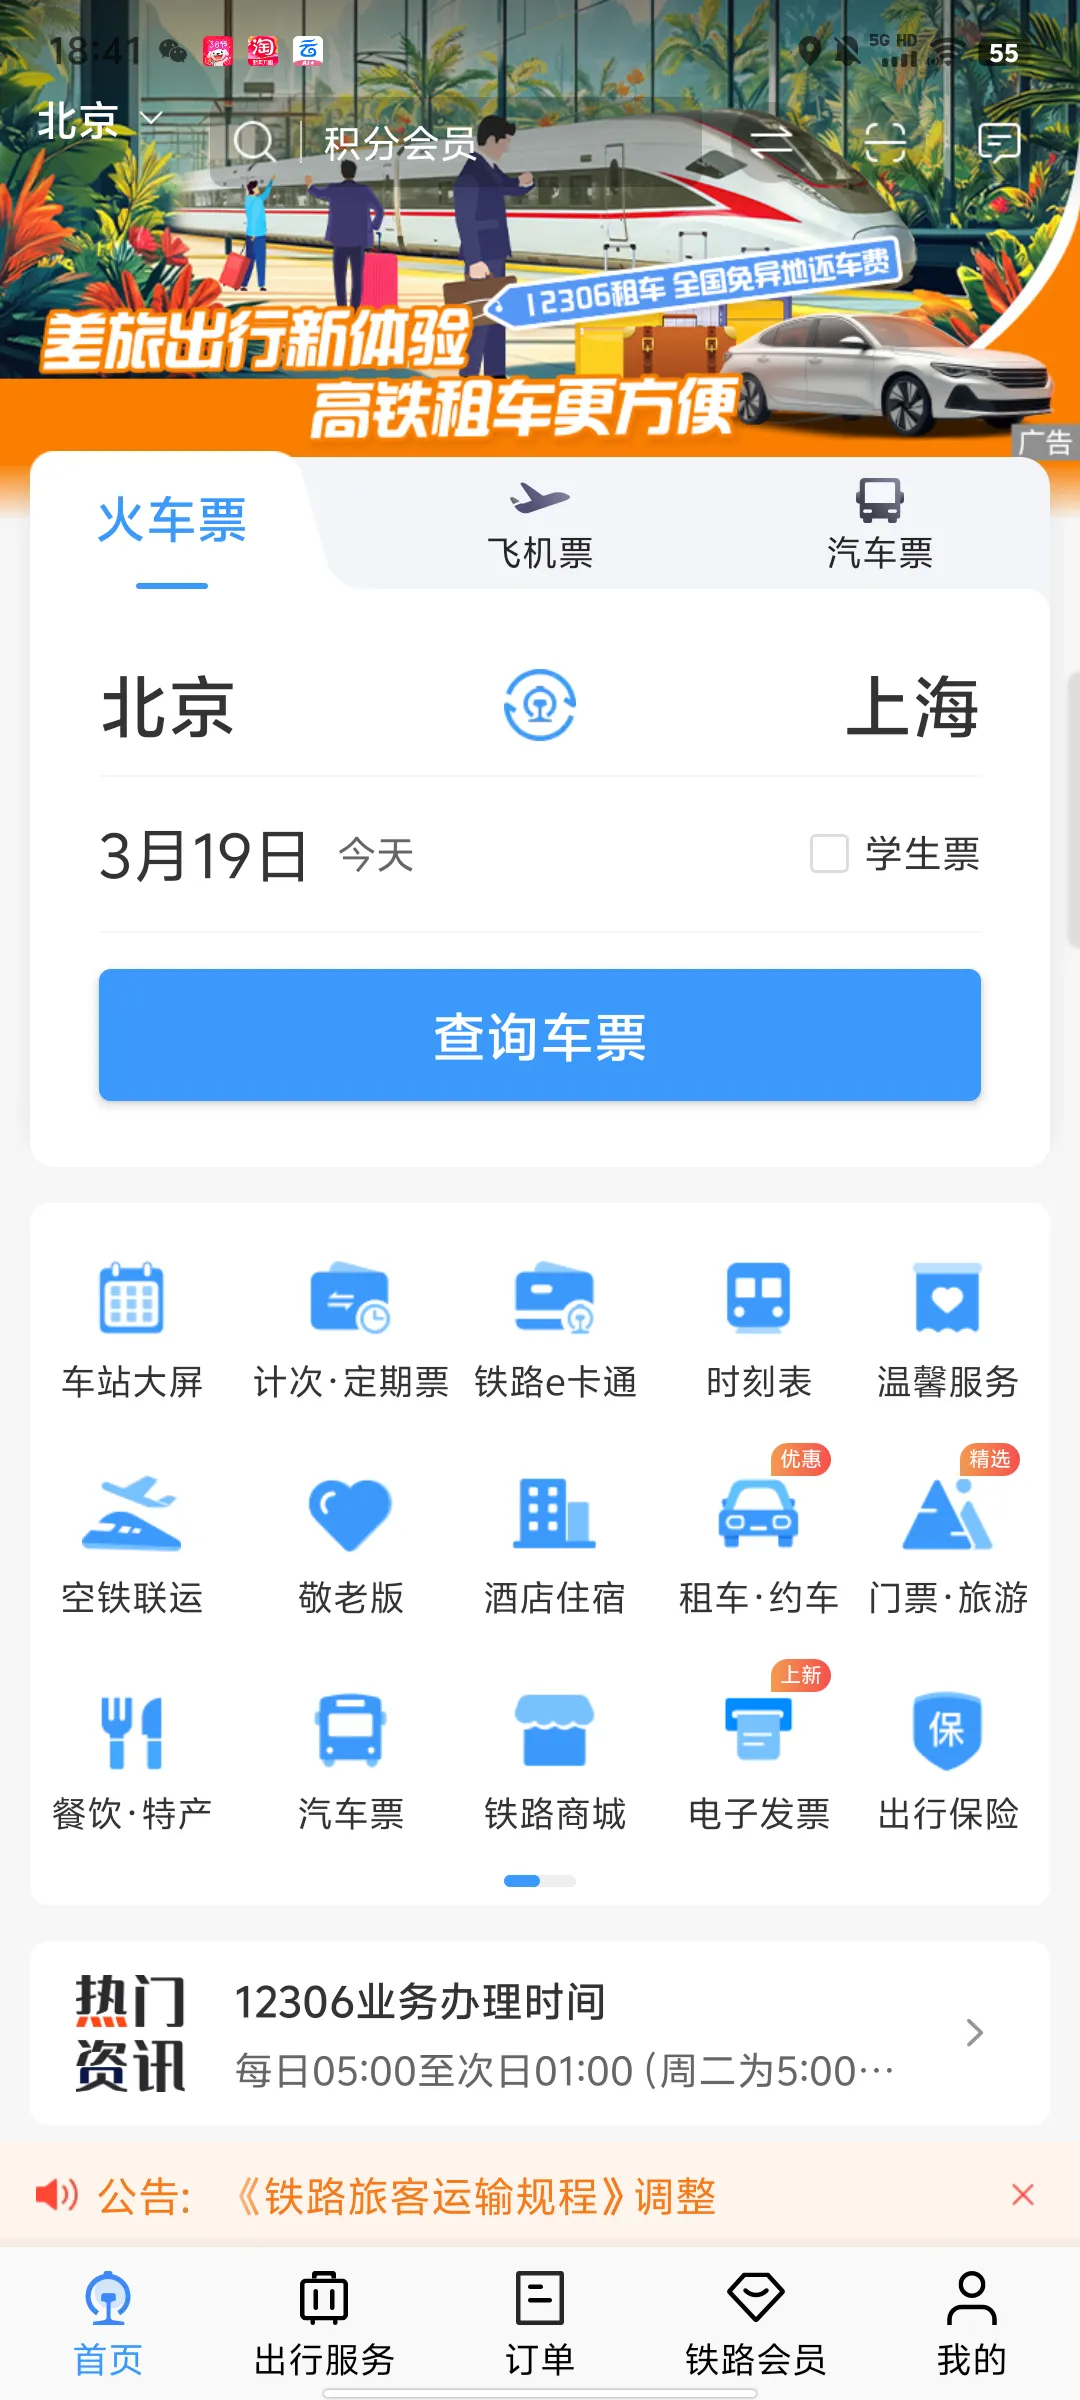 18:41
5G HD
55
北京
积分会员
12306租车 全国免异地还车费
差旅出行新体验
高铁租车更方便
广告
火车票
飞机票
汽车票
北京
上海
3月19日 今天
学生票
查询车票
车站大屏
计次·定期票
铁路e卡通
时刻表
温馨服务
优惠
精选
空铁联运
敬老版
酒店住宿
租车·约车
门票·旅游
上新
保
餐饮·特产
汽车票
铁路商城
电子发票
出行保险
热门
资讯
12306业务办理时间
每日05:00至次日01:00 (周二为5:00…
公告: 《铁路旅客运输规程》调整
首页
出行服务
订单
铁路会员
我的